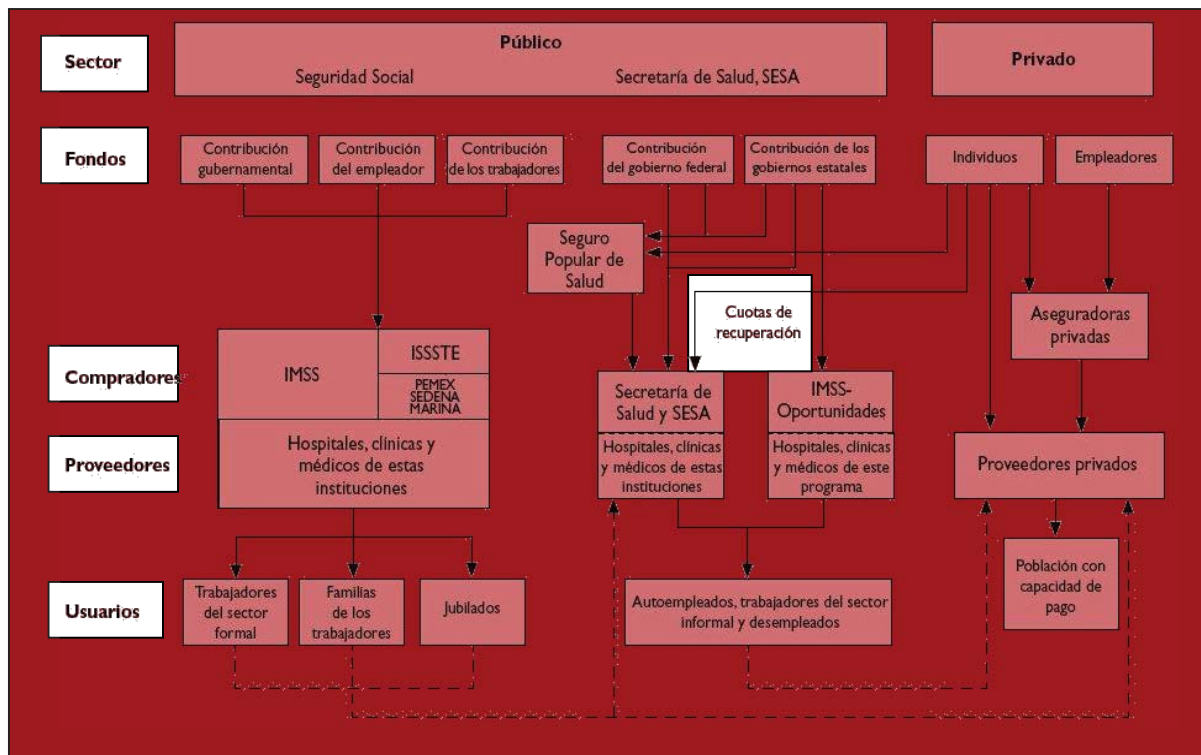 Sector
Público
Seguridad Social
Secretaría de Salud, SESA
Privado
Fondos
Contribución
gubernamental
Contribución
del empleador
Contribución
de los trabajadores
Contribución
del gobierno federal
Contribución de los
gobiernos estatales
Individuos
Empleadores
Seguro
Popular de
Salud
Cuotas de
recuperación
Aseguradoras
privadas
Compradores
IMSS
ISSSTE
PEMEX
SEDENA
MARINA
Secretaría de
Salud y SESA
IMSS-
Oportunidades
Proveedores
Hospitales, clínicas y
médicos de estas
instituciones
Hospitales, clínicas
y médicos de estas
instituciones
Hospitales, clínicas
y médicos de este
programa
Proveedores privados
Usuarios
Trabajadores
del sector
formal
Familias
de los
trabajadores
Jubilados
Autoempleados, trabajadores del sector
informal y desempleados
Población con
capacidad de
pago